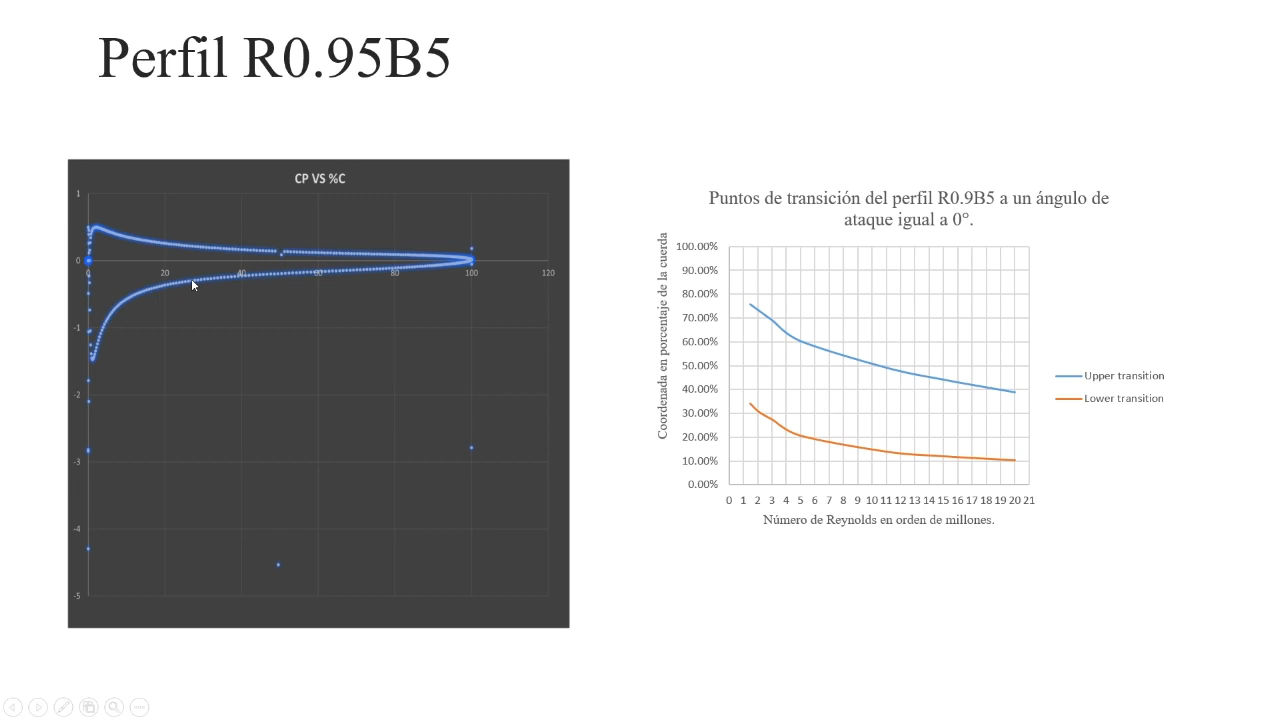 Perfil R0.95B5
CP VS %C
1
0
-1
-2
-3
-4
-5
0 20 40 60 80 100 120
Puntos de transición del perfil R0.9B5 a un ángulo de
ataque igual a 0°.
Coordenada en porcentaje de la cuerda
100.00%
90.00%
80.00%
70.00%
60.00%
50.00%
40.00%
30.00%
20.00%
10.00%
0.00%
0 1 2 3 4 5 6 7 8 9 10 11 12 13 14 15 16 17 18 19 20 21
Número de Reynolds en orden de millones.
Upper transition
Lower transition